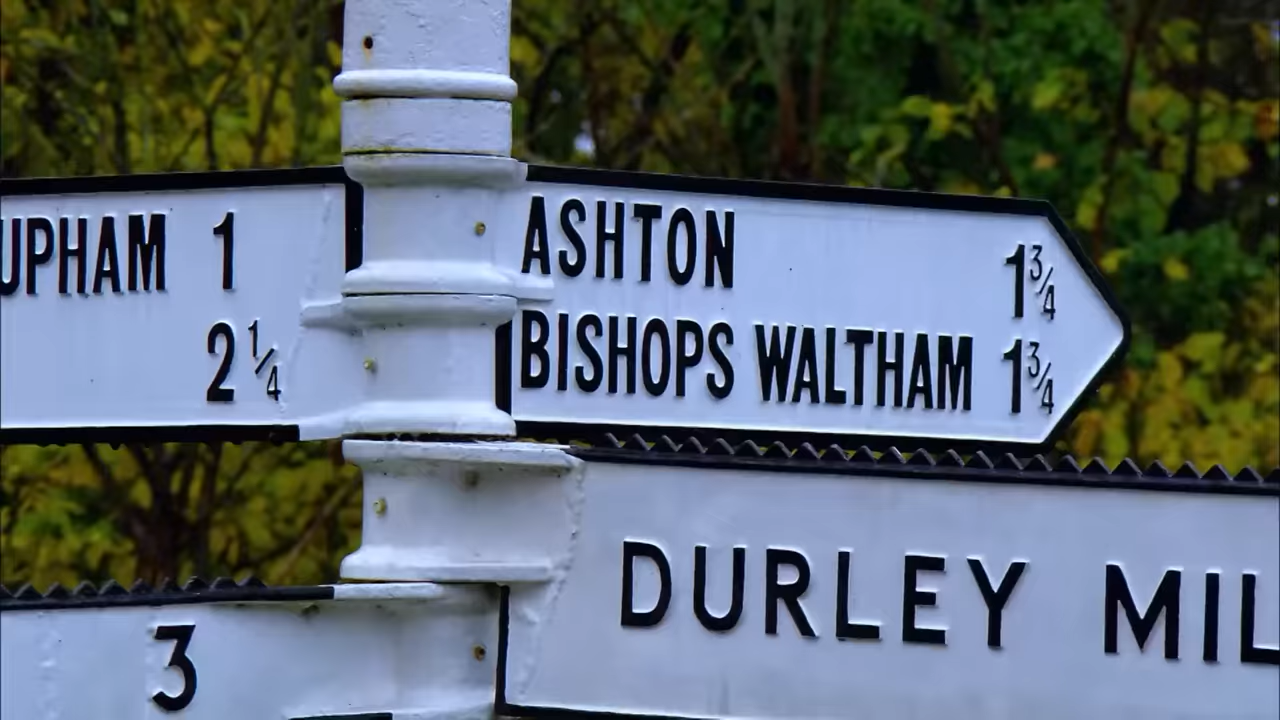 UPHAM 1
2 1/4
ASHTON 1 3/4
BISHOPS WALTHAM 1 3/4
DURLEY MIL
3